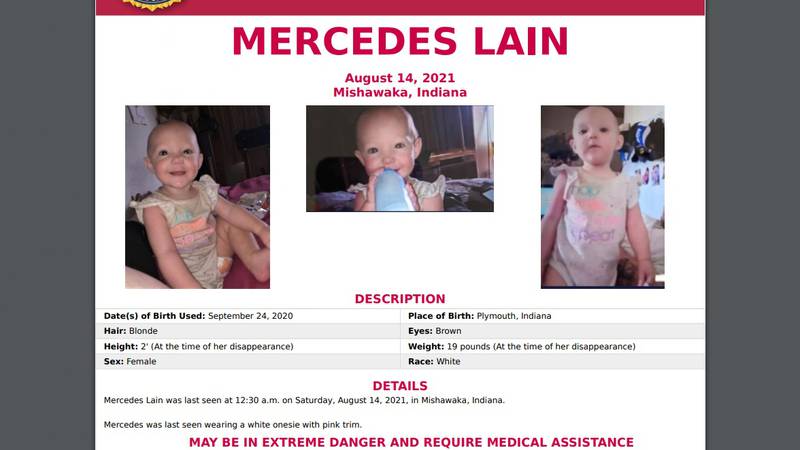 MERCEDES LAIN
August 14, 2021
Mishawaka, Indiana
DESCRIPTION
Date(s) of Birth Used: September 24, 2020
Place of Birth: Plymouth, Indiana
Hair: Blonde
Eyes: Brown
Height: 2' (At the time of her disappearance)
Weight: 19 pounds (At the time of her disappearance)
Sex: Female
Race: White
DETAILS
Mercedes Lain was last seen at 12:30 a.m. on Saturday, August 14, 2021, in Mishawaka, Indiana.
Mercedes was last seen wearing a white onesie with pink trim.
MAY BE IN EXTREME DANGER AND REQUIRE MEDICAL ASSISTANCE